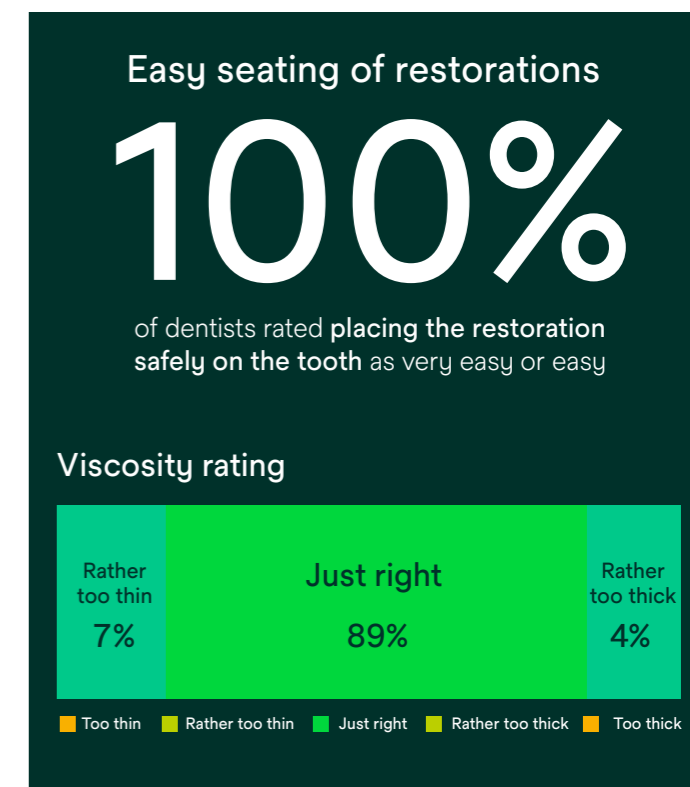 Easy seating of restorations
100%
of dentists rated placing the restoration
safely on the tooth as very easy or easy
Viscosity rating
Rather
too thin
7%
Just right
89%
Rather
too thick
4%
Too thin Rather too thin Just right Rather too thick Too thick